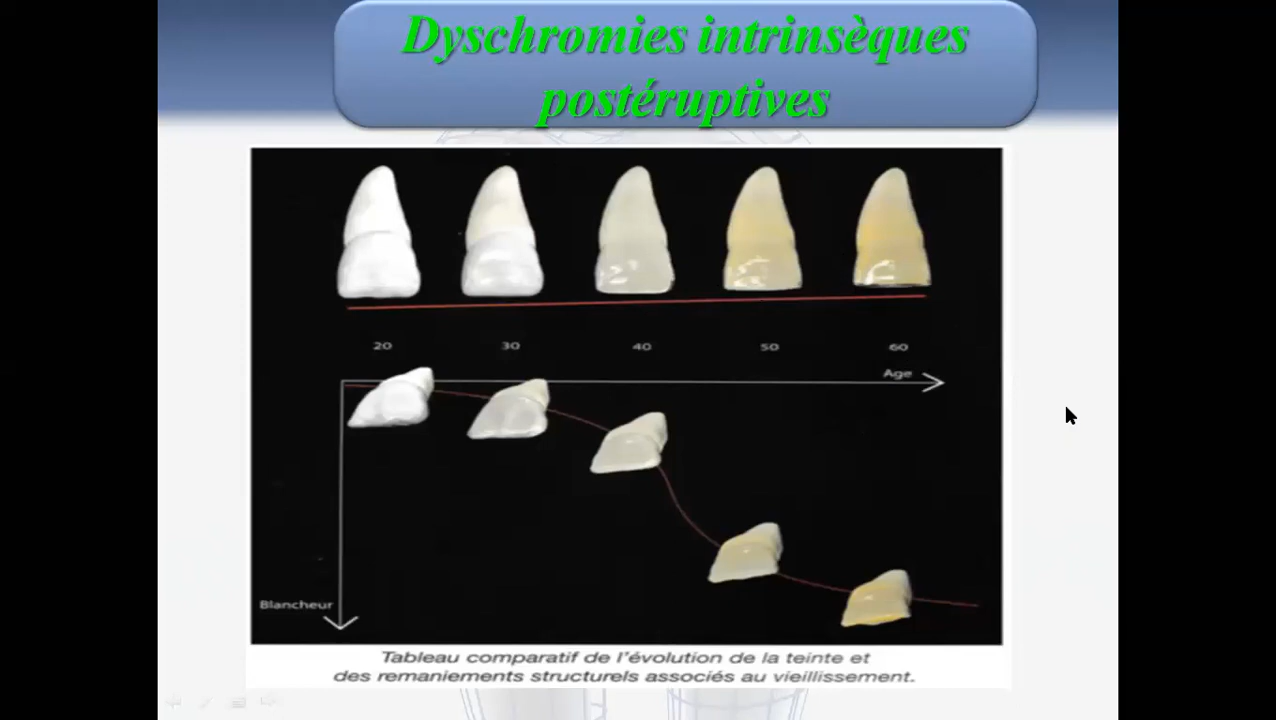 Dyschromies intrinsèques
postéruptives
20 30 40 50 60
Age
Blancheur
Tableau comparatif de l'évolution de la teinte et
des remaniements structurels associés au vieillissement.